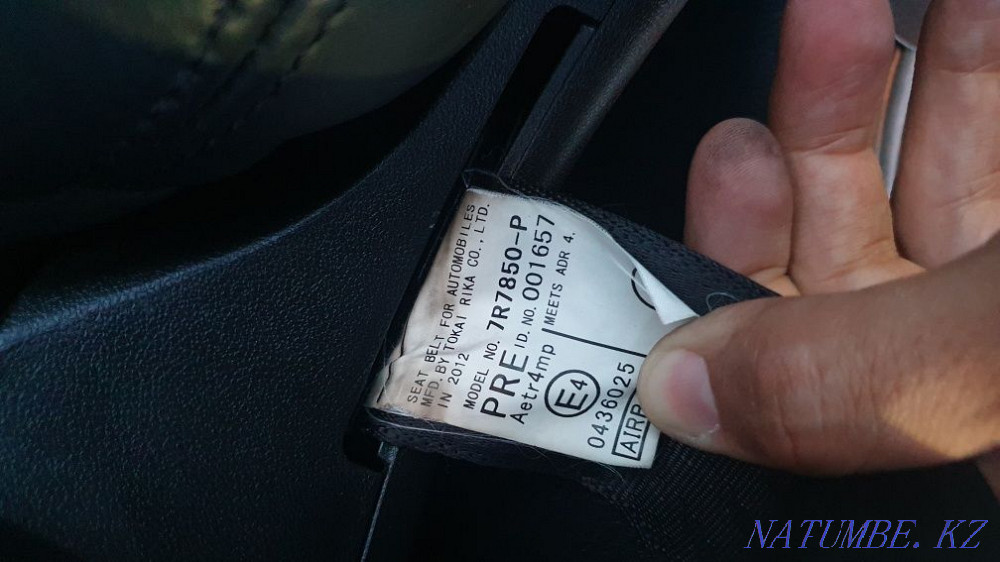 SEAT BELT FOR AUTOMOBILES
MFD. BY TOKAI RIKA CO., LTD.
IN 2012
MODEL NO. 7R7850-P
PRE ID. NO. 001657
Aetr4mp MEETS ADR 4.
E4
0436025
AIRB
NATUMBE.KZ